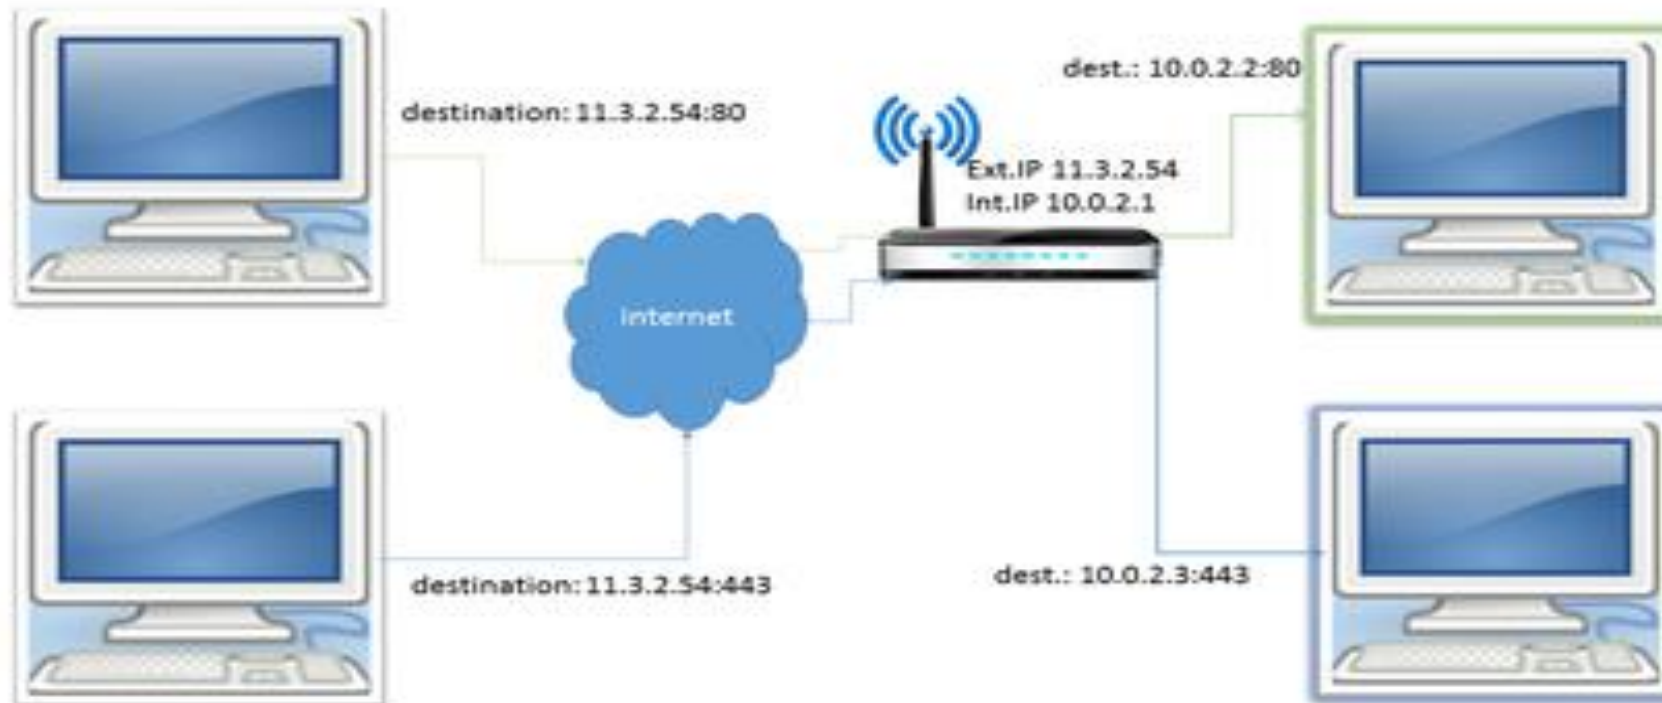 dest.: 10.0.2.2:80
destination: 11.3.2.54:80
Ext.IP 11.3.2.54
Int.IP 10.0.2.1
internet
dest.: 10.0.2.3:443
destination: 11.3.2.54:443